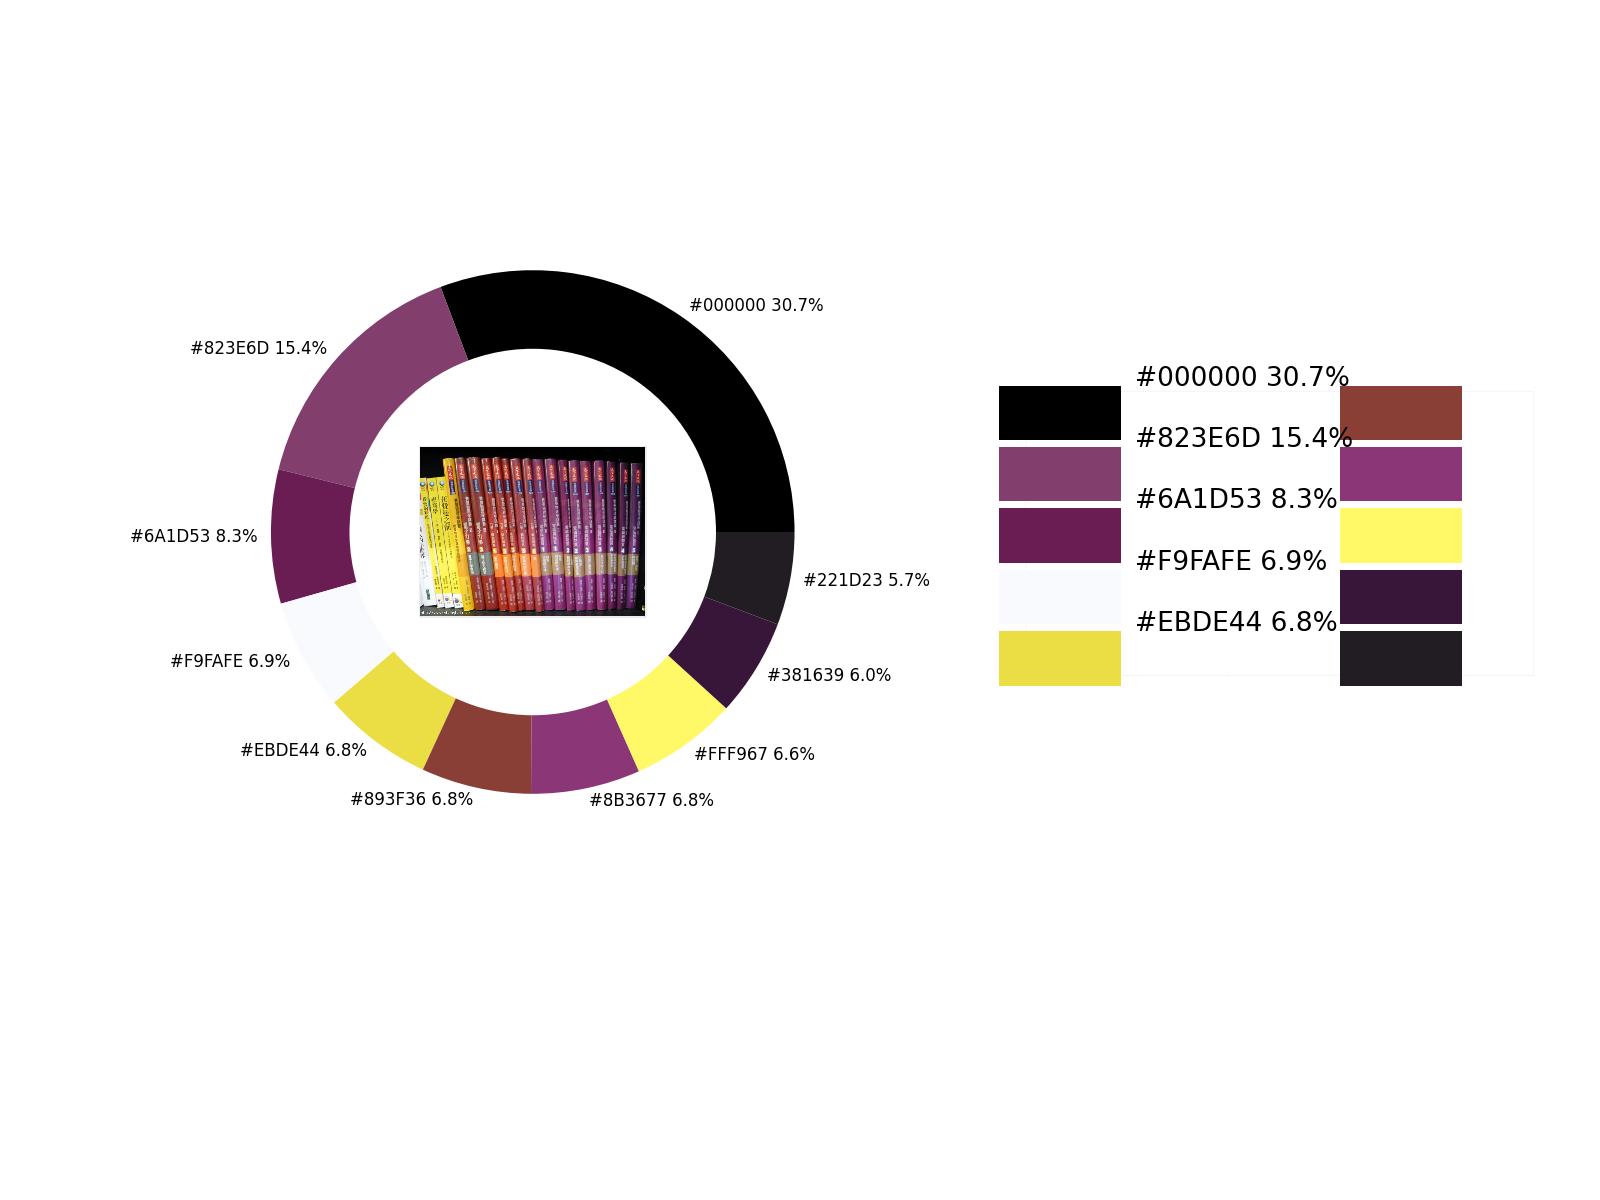 #000000 30.7%
#823E6D 15.4%
#6A1D53 8.3%
#F9FAFE 6.9%
#EBDE44 6.8%
#893F36 6.8%
#8B3677 6.8%
#FFF967 6.6%
#381639 6.0%
#221D23 5.7%
#000000 30.7%
#823E6D 15.4%
#6A1D53 8.3%
#F9FAFE 6.9%
#EBDE44 6.8%